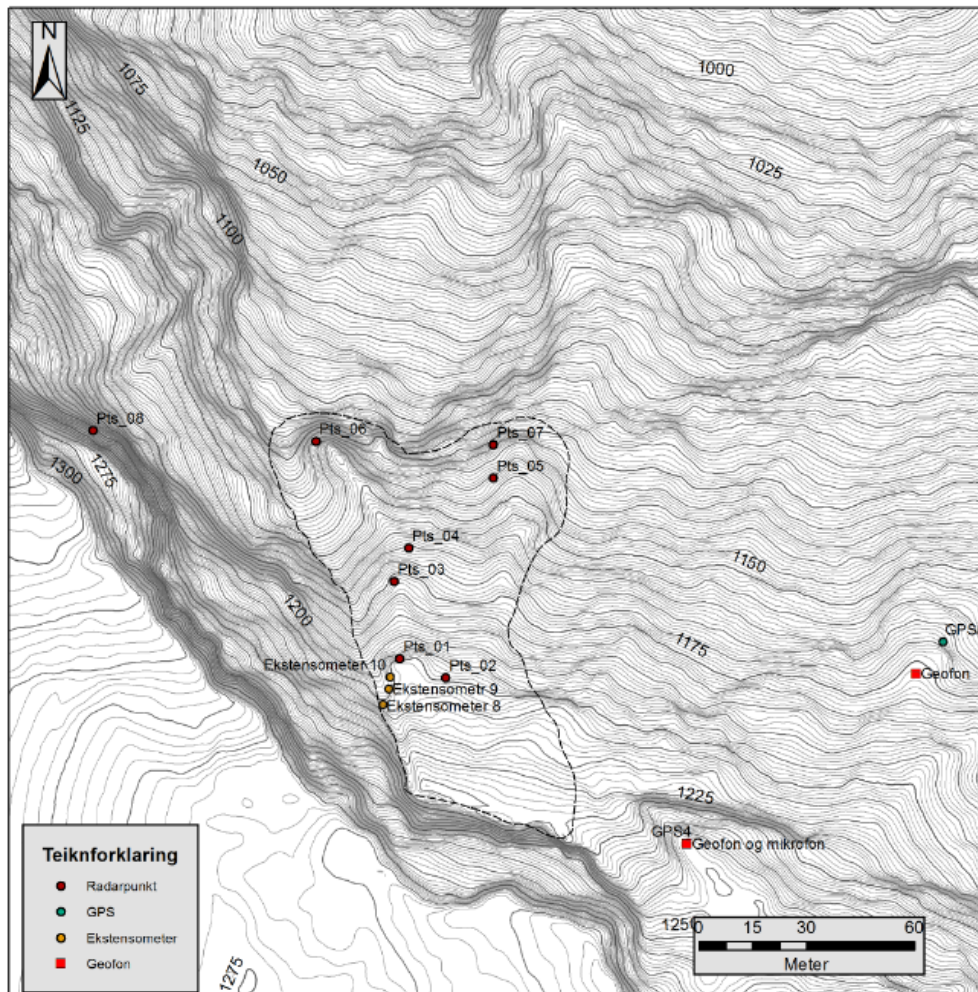 N
1000
1075
1125
1050
1025
1100
Pts_08
Pts_06
Pts_07
1300
1275
Pts_05
Pts_04
1150
Pts_03
1200
GPS
1175
Pts_01
Ekstensometer 10
Pts_02
Geofon
Ekstensometr 9
Ekstensometer 8
1225
GPS4
Geofon og mikrofon
Teiknforklaring
Radarpunkt
GPS
Ekstensometer
Geofon
1275
0 15 30 60
Meter